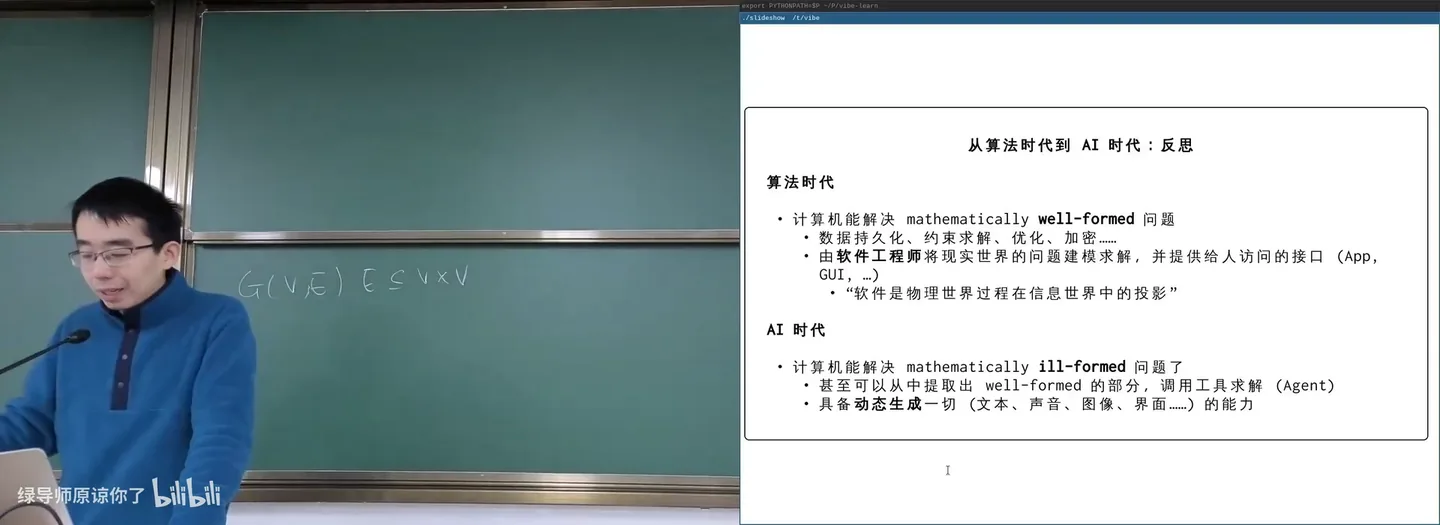 export PYTHONPATH=$P ~/P/vibe-learn
./slideshow /t/vibe
G(V,E) E ⊆ V×V
绿导师原谅你了 bilibili
从算法时代到 AI 时代：反思
算法时代
• 计算机能解决 mathematically well-formed 问题
• 数据持久化、约束求解、优化、加密……
• 由软件工程师将现实世界的问题建模求解，并提供给人访问的接口 (App,
GUI, …)
• “软件是物理世界过程在信息世界中的投影”
AI 时代
• 计算机能解决 mathematically ill-formed 问题了
• 甚至可以从中提取出 well-formed 的部分，调用工具求解 (Agent)
• 具备动态生成一切 (文本、声音、图像、界面……) 的能力